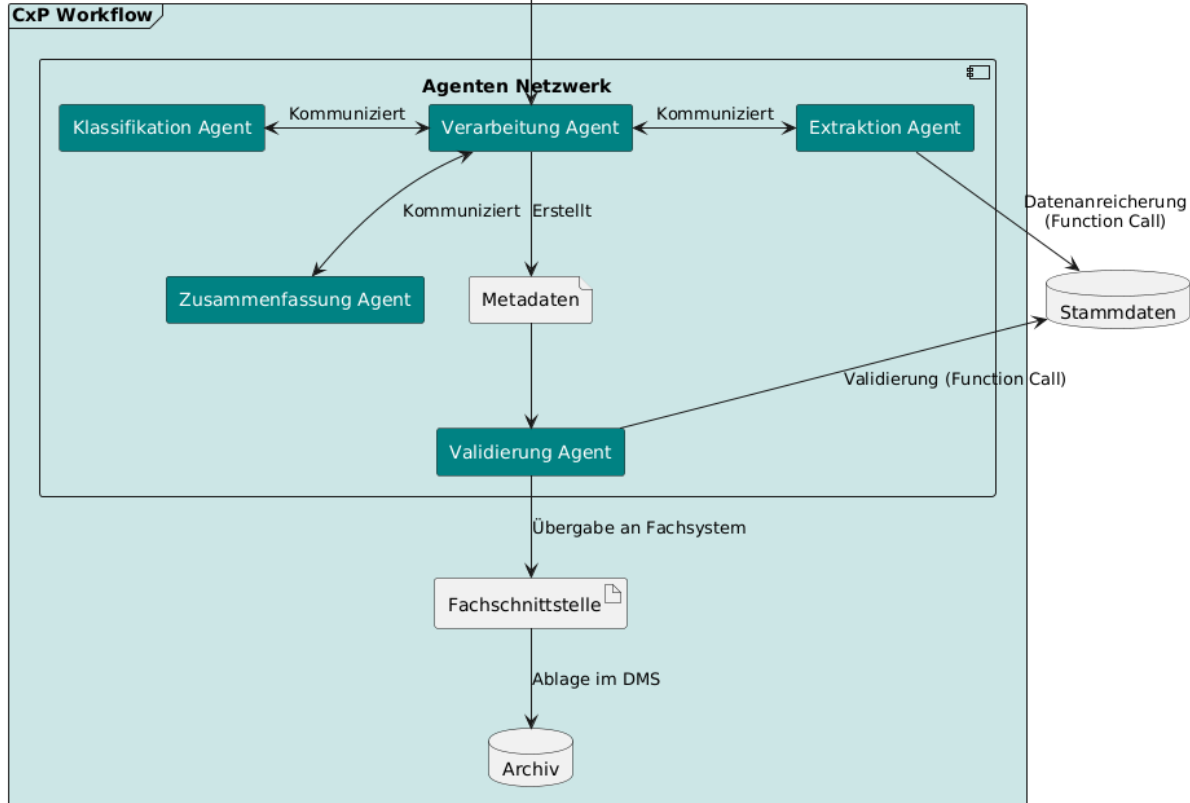 CxP Workflow
Agenten Netzwerk
Klassifikation Agent
Kommuniziert
Verarbeitung Agent
Kommuniziert
Extraktion Agent
Kommuniziert
Erstellt
Datenanreicherung
(Function Call)
Zusammenfassung Agent
Metadaten
Stammdaten
Validierung (Function Call)
Validierung Agent
Übergabe an Fachsystem
Fachschnittstelle
Ablage im DMS
Archiv